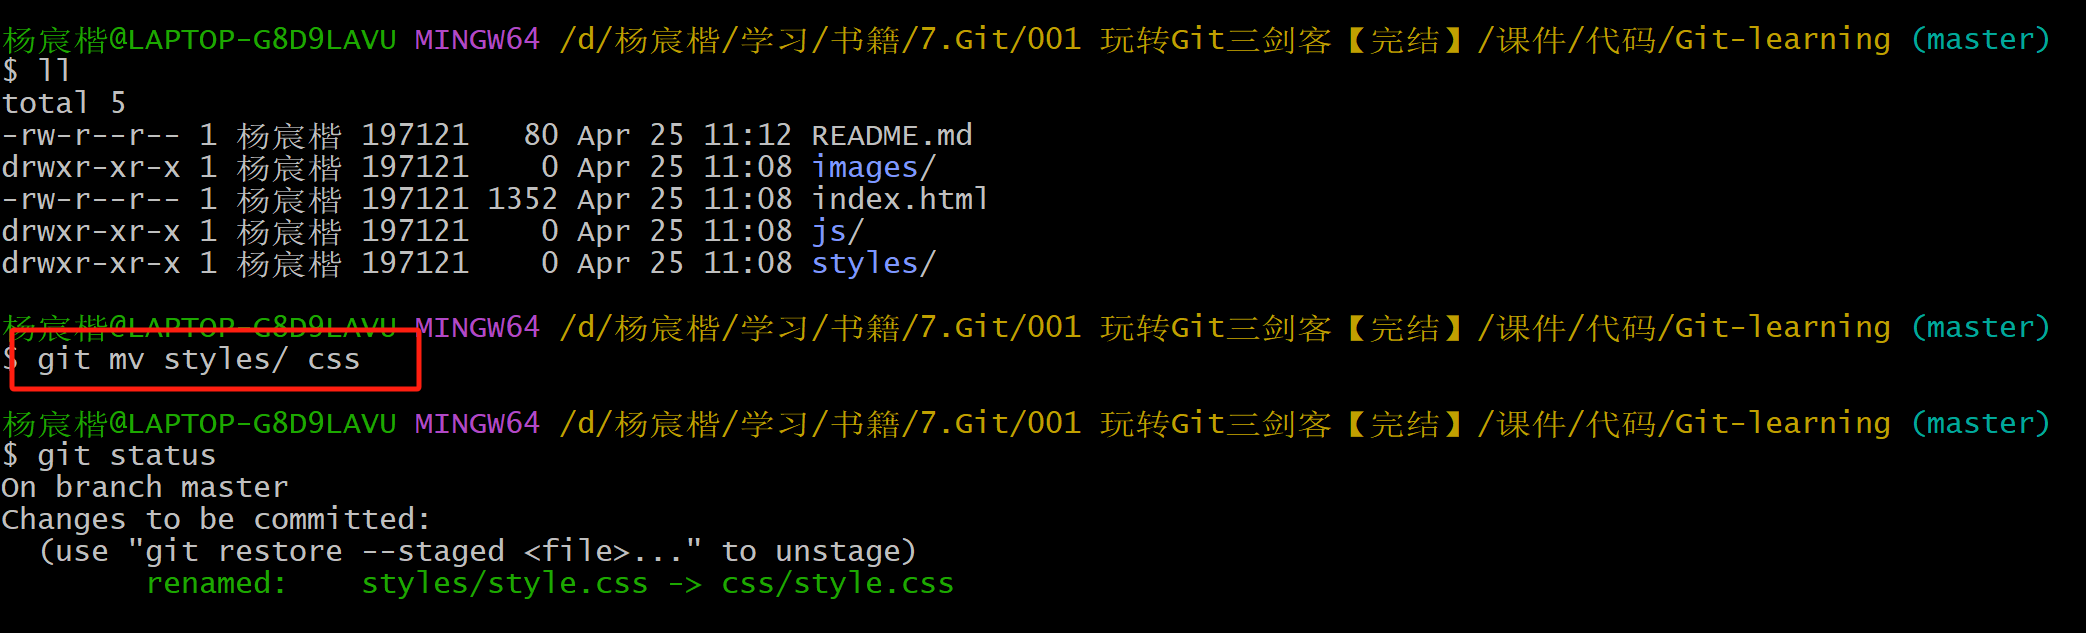 杨宸楷@LAPTOP-G8D9LAVU MINGW64 /d/杨宸楷/学习/书籍/7.Git/001 玩转Git三剑客【完结】/课件/代码/Git-learning (master)
$ ll
total 5
-rw-r--r-- 1 杨宸楷 197121   80 Apr 25 11:12 README.md
drwxr-xr-x 1 杨宸楷 197121    0 Apr 25 11:08 images/
-rw-r--r-- 1 杨宸楷 197121 1352 Apr 25 11:08 index.html
drwxr-xr-x 1 杨宸楷 197121    0 Apr 25 11:08 js/
drwxr-xr-x 1 杨宸楷 197121    0 Apr 25 11:08 styles/
杨宸楷@LAPTOP-G8D9LAVU MINGW64 /d/杨宸楷/学习/书籍/7.Git/001 玩转Git三剑客【完结】/课件/代码/Git-learning (master)
$ git mv styles/ css
杨宸楷@LAPTOP-G8D9LAVU MINGW64 /d/杨宸楷/学习/书籍/7.Git/001 玩转Git三剑客【完结】/课件/代码/Git-learning (master)
$ git status
On branch master
Changes to be committed:
  (use "git restore --staged <file>..." to unstage)
        renamed:    styles/style.css -> css/style.css